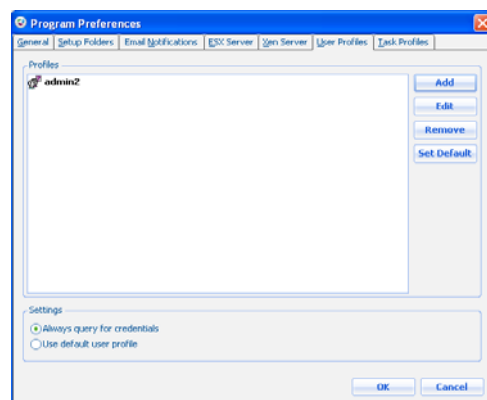 Program Preferences
General Setup Folders Email Notifications ESX Server Xen Server User Profiles Task Profiles
Profiles
admin2
Add
Edit
Remove
Set Default
Settings
Always query for credentials
Use default user profile
OK Cancel